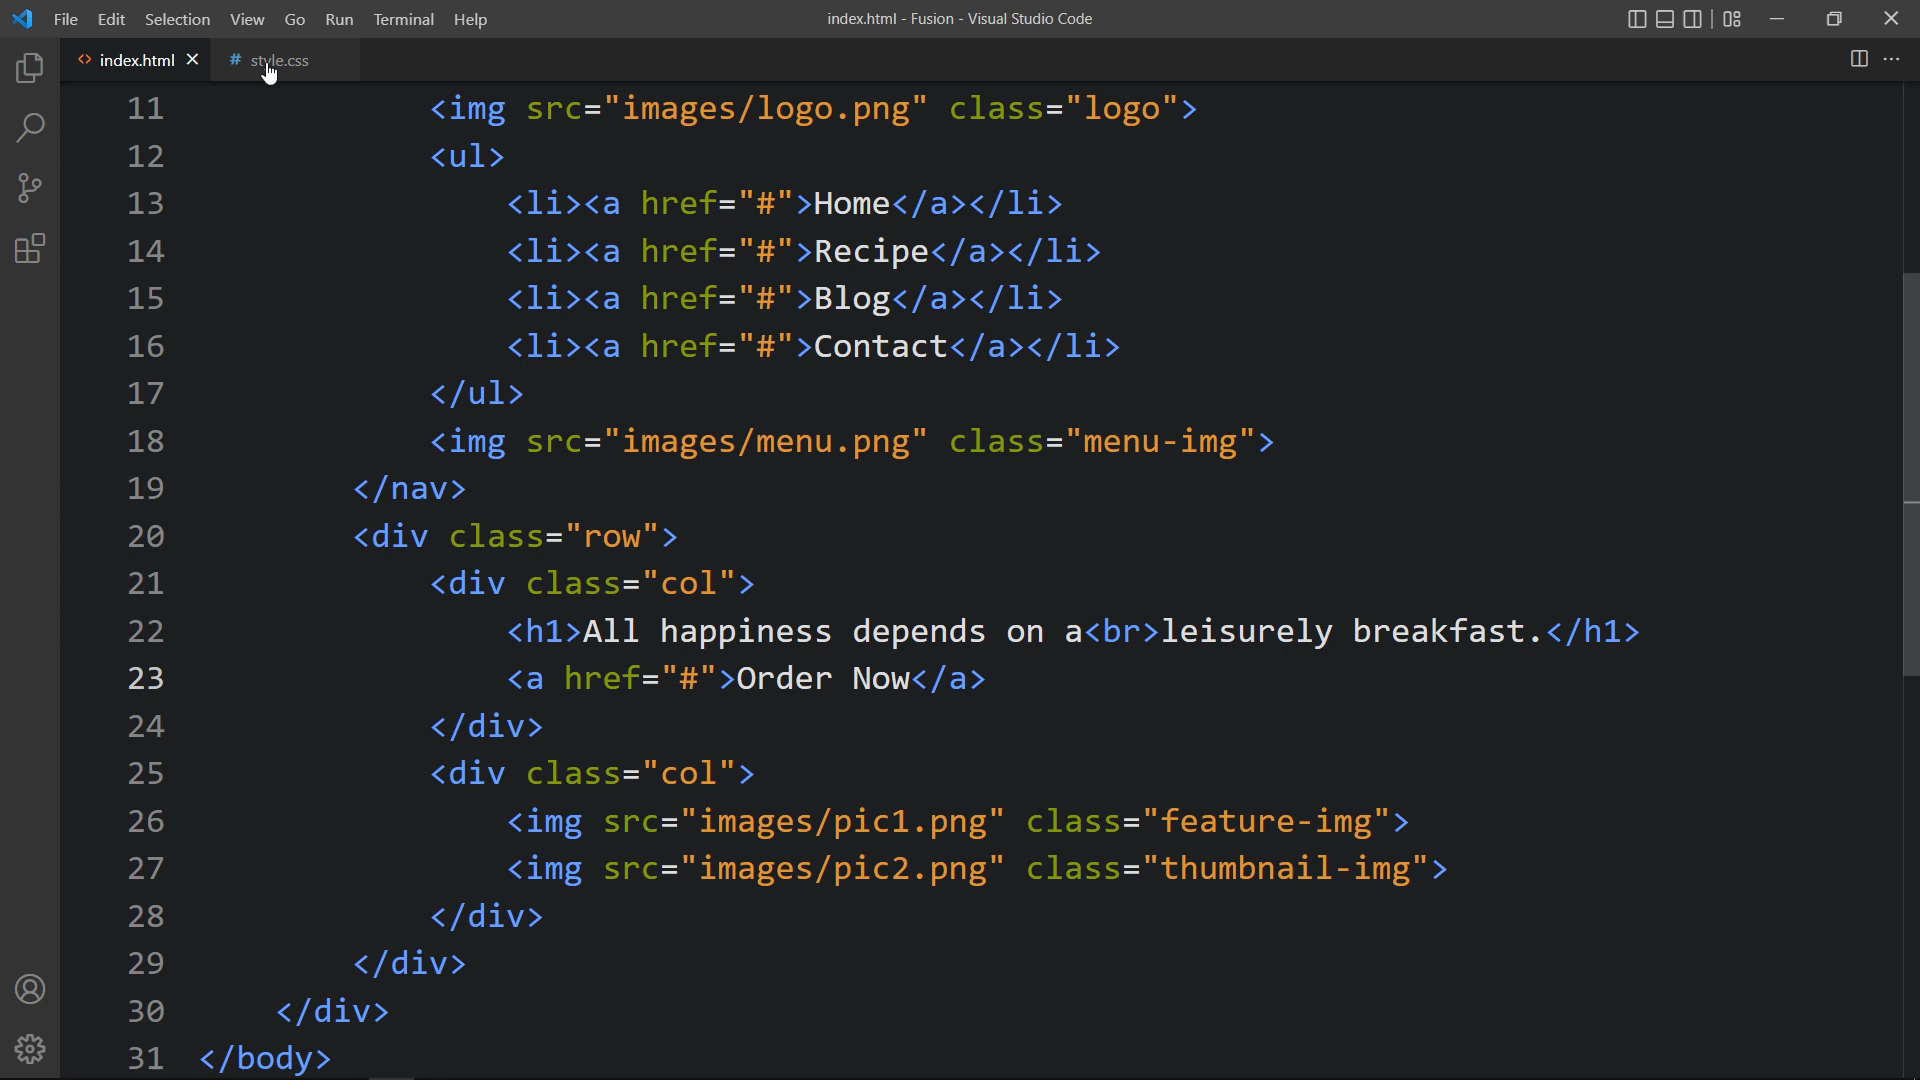 File Edit Selection View Go Run Terminal Help
index.html - Fusion - Visual Studio Code
<> index.html # style.css
11 <img src="images/logo.png" class="logo">
12 <ul>
13 <li><a href="#">Home</a></li>
14 <li><a href="#">Recipe</a></li>
15 <li><a href="#">Blog</a></li>
16 <li><a href="#">Contact</a></li>
17 </ul>
18 <img src="images/menu.png" class="menu-img">
19 </nav>
20 <div class="row">
21 <div class="col">
22 <h1>All happiness depends on a<br>leisurely breakfast.</h1>
23 <a href="#">Order Now</a>
24 </div>
25 <div class="col">
26 <img src="images/pic1.png" class="feature-img">
27 <img src="images/pic2.png" class="thumbnail-img">
28 </div>
29 </div>
30 </div>
31 </body>